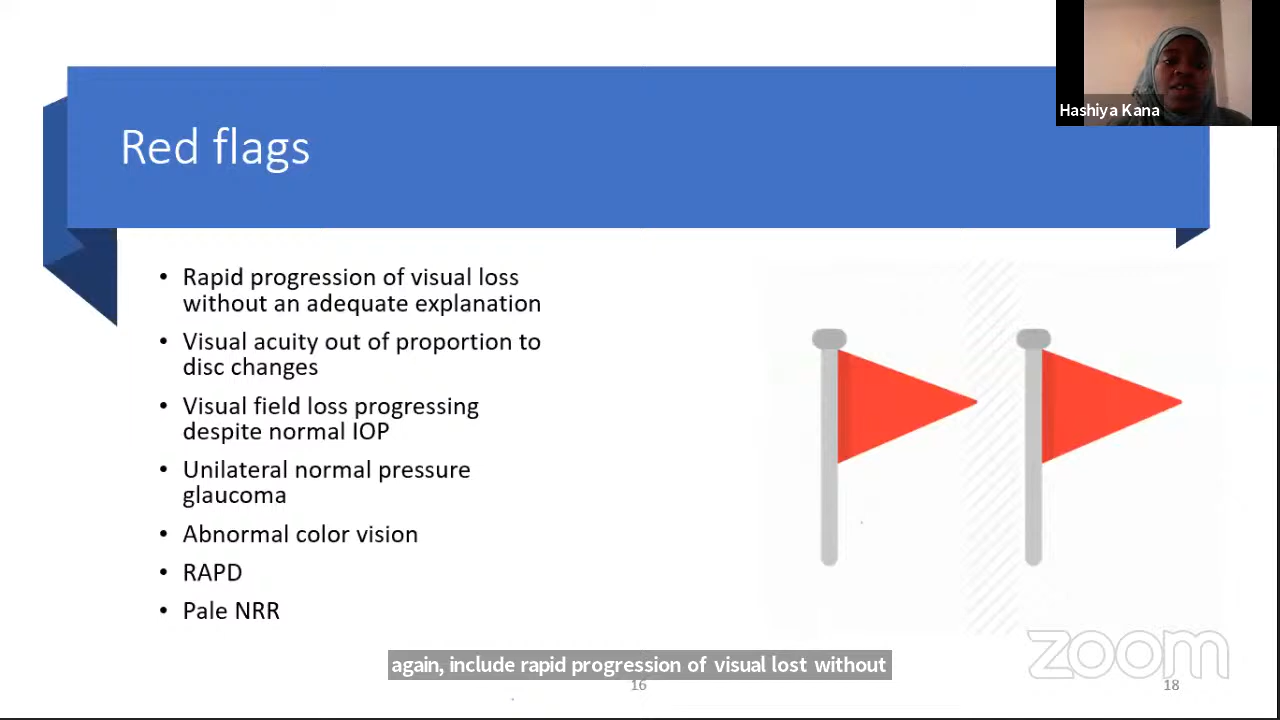 Hashiya Kana
Red flags
• Rapid progression of visual loss
without an adequate explanation
• Visual acuity out of proportion to
disc changes
• Visual field loss progressing
despite normal IOP
• Unilateral normal pressure
glaucoma
• Abnormal color vision
• RAPD
• Pale NRR
zoom
again, include rapid progression of visual lost without
16
18